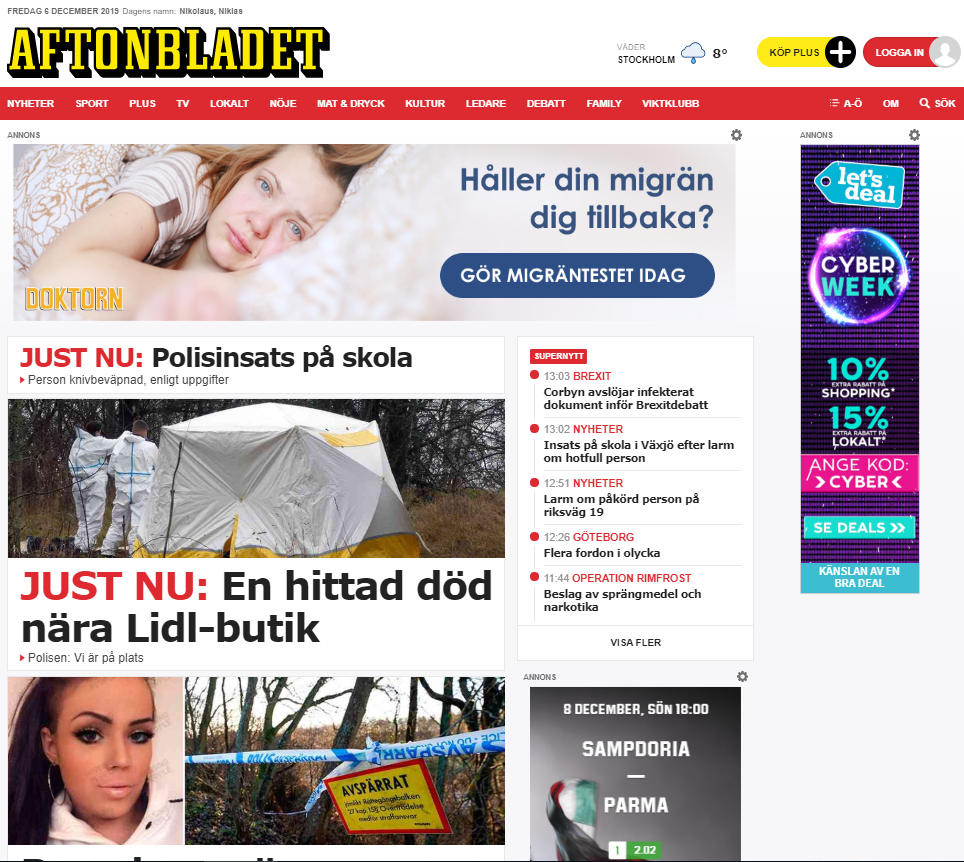 FREDAG 6 DECEMBER 2019 Dagens namn: Nikolaus, Niklas
AFTONBLADET
VÄDER
STOCKHOLM
8°
KÖP PLUS
LOGGA IN
NYHETER SPORT PLUS TV LOKALT NÖJE MAT & DRYCK KULTUR LEDARE DEBATT FAMILY VIKTKLUBB A-Ö OM SÖK
ANNONS
Håller din migrän
dig tillbaka?
GÖR MIGRÄNTESTET IDAG
DOKTORN
ANNONS
let's
deal
CYBER
WEEK
10%
EXTRA RABATT PÅ
SHOPPING*
15%
EXTRA RABATT PÅ
LOKALT*
ANGE KOD:
> CYBER <
SE DEALS >>
KÄNSLAN AV EN
BRA DEAL
JUST NU: Polisinsats på skola
Person knivbeväpnad, enligt uppgifter
JUST NU: En hittad död
nära Lidl-butik
Polisen: Vi är på plats
AVSPÄRRAT
AVSPÄRRAT
SUPERNYTT
13:03 BREXIT
Corbyn avslöjar infekterat
dokument inför Brexitdebatt
13:02 NYHETER
Insats på skola i Växjö efter larm
om hotfull person
12:51 NYHETER
Larm om påkörd person på
riksväg 19
12:26 GÖTEBORG
Flera fordon i olycka
11:44 OPERATION RIMFROST
Beslag av sprängmedel och
narkotika
VISA FLER
ANNONS
8 DECEMBER, SÖN 18:00
SAMPDORIA
—
PARMA
1 2.02